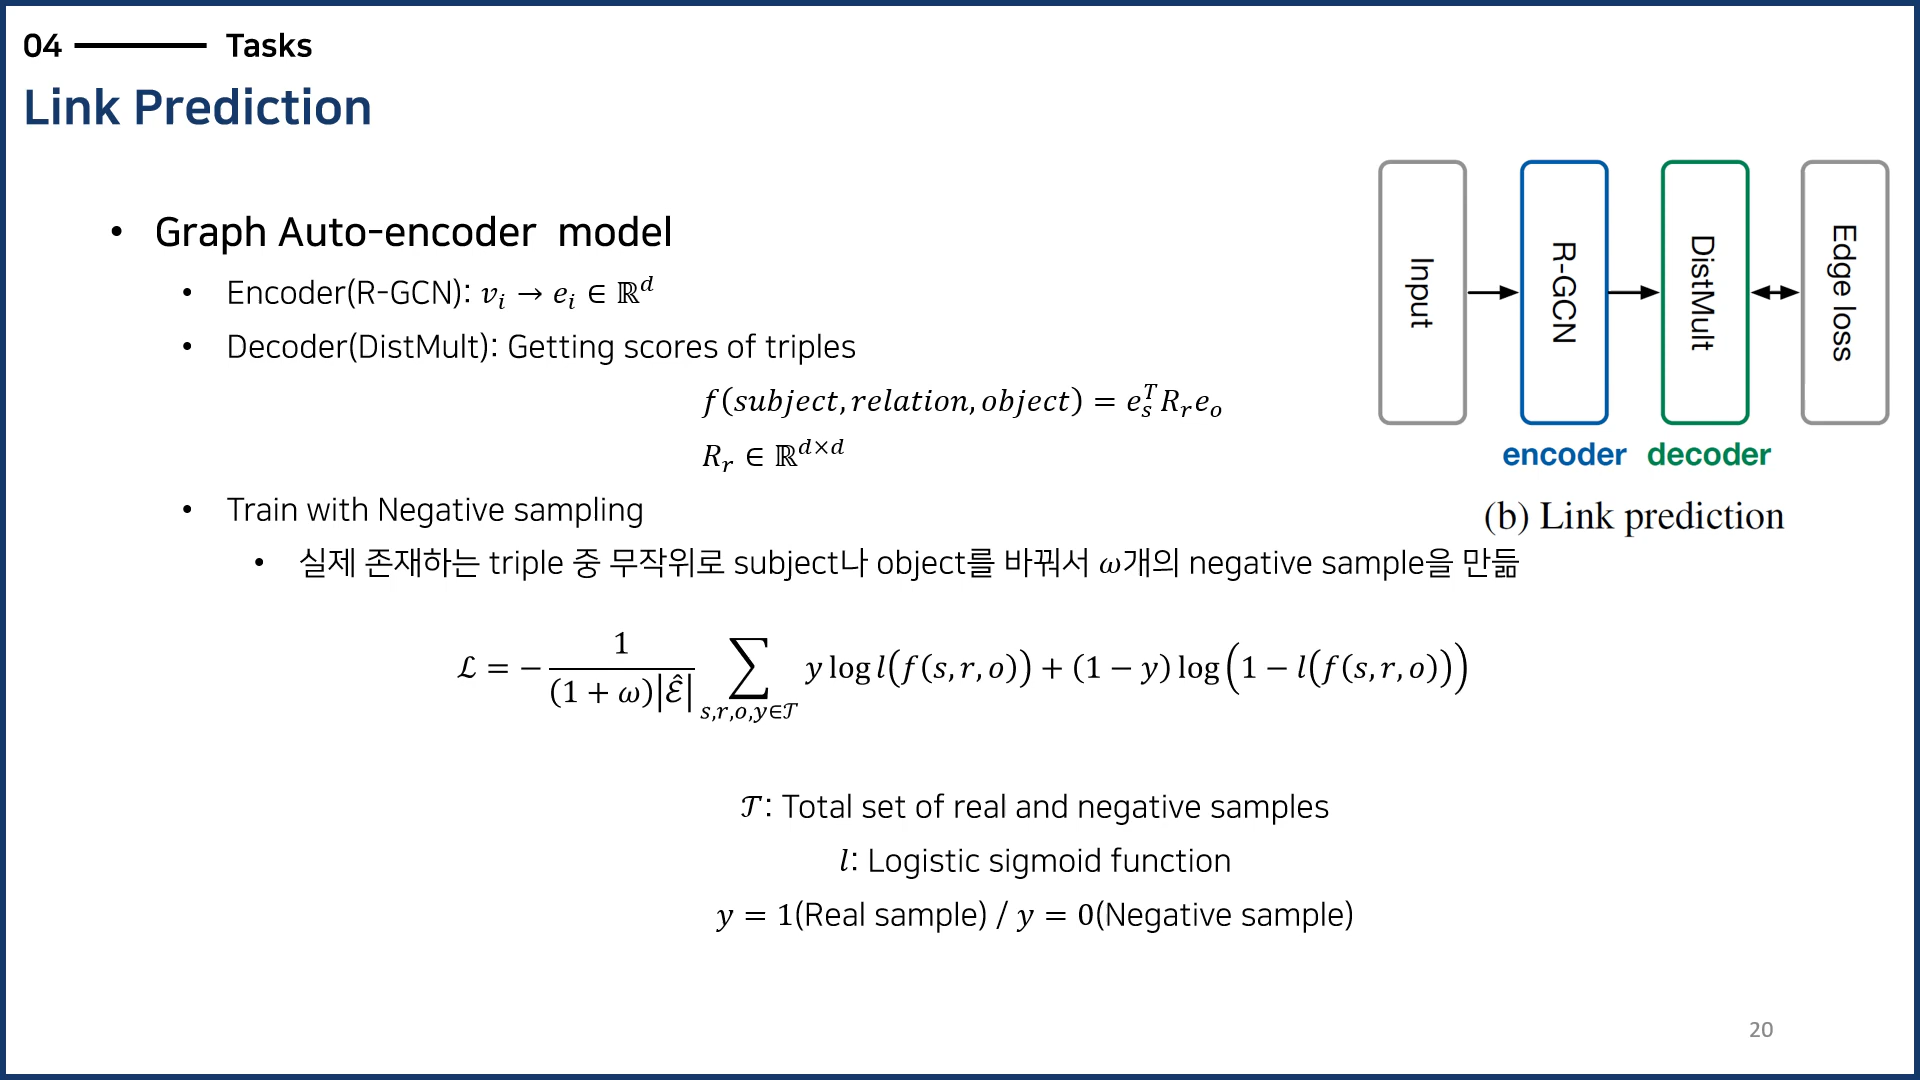 04 Tasks
Link Prediction
• Graph Auto-encoder model
• Encoder(R-GCN): 𝑣ᵢ → 𝑒ᵢ ∈ ℝᵈ
• Decoder(DistMult): Getting scores of triples
f(subject, relation, object) = e_s^T R_r e_o
R_r ∈ ℝ^{d×d}
• Train with Negative sampling
• 실제 존재하는 triple 중 무작위로 subject나 object를 바꿔서 ω개의 negative sample을 만듦
ℒ = − \frac{1}{(1 + ω)|\hat{ℰ}|} ∑_{s,r,o,y∈𝒯} y log l(f(s, r, o)) + (1 − y) log(1 − l(f(s, r, o)))
𝒯: Total set of real and negative samples
l: Logistic sigmoid function
y = 1(Real sample) / y = 0(Negative sample)
Input
R-GCN
DistMult
Edge loss
encoder decoder
(b) Link prediction
20